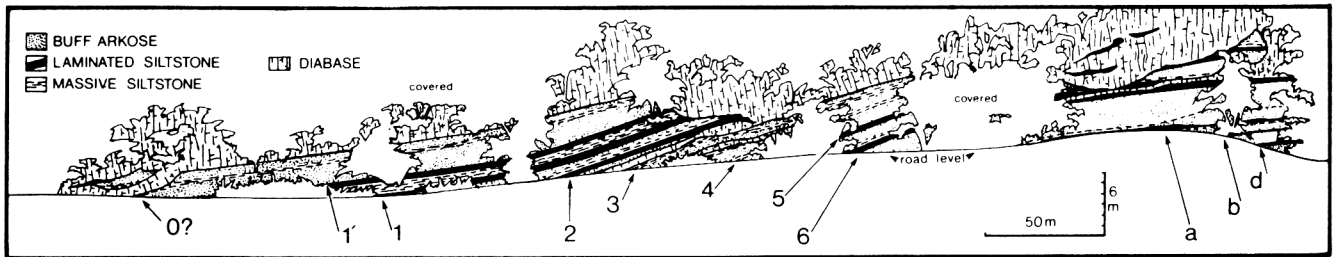 BUFF ARKOSE
LAMINATED SILTSTONE
DIABASE
MASSIVE SILTSTONE
covered
covered
road level
0?
1'
1
2
3
4
5
6
50m
6
m
a
b
d